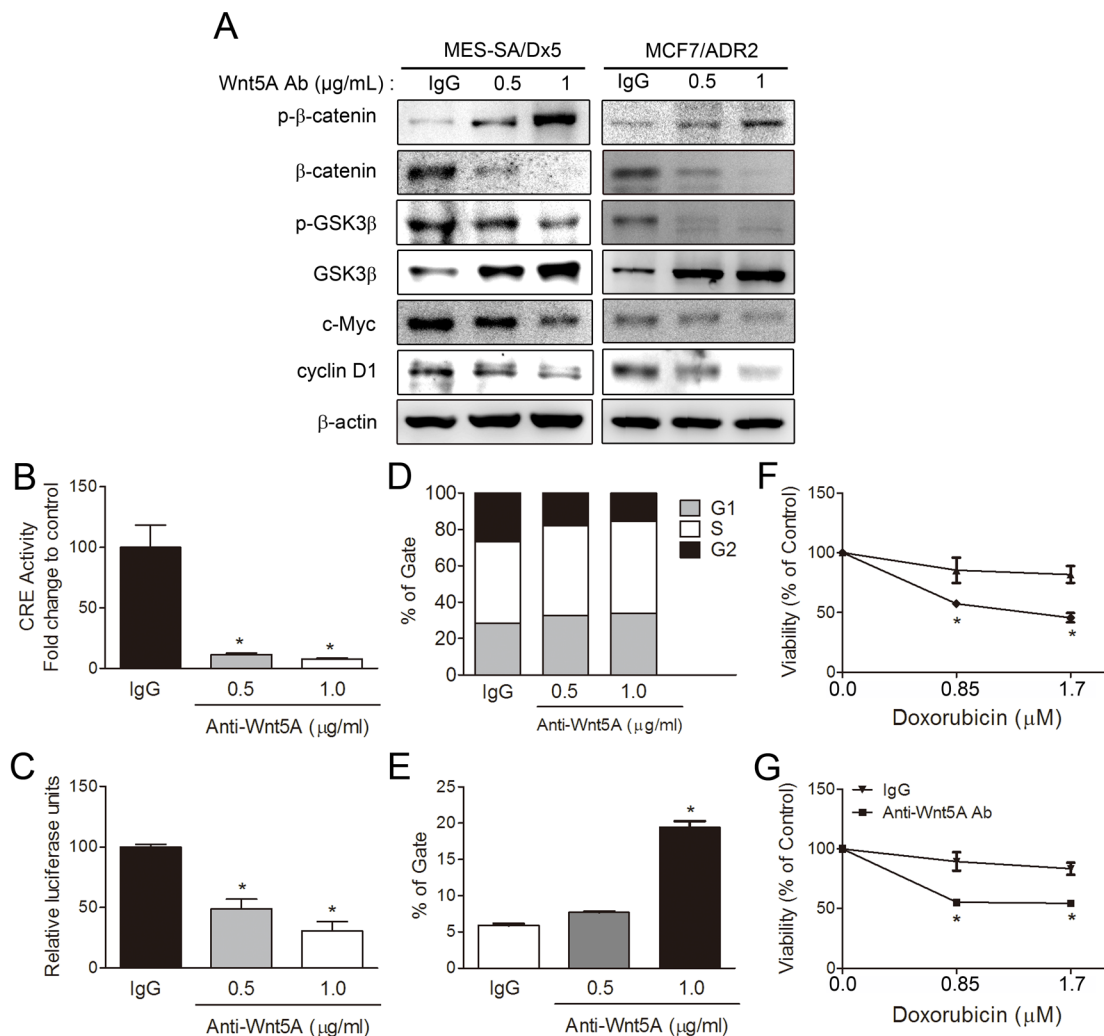 A
MES-SA/Dx5 MCF7/ADR2
Wnt5A Ab (μg/mL) : IgG 0.5 1 IgG 0.5 1
p-β-catenin
β-catenin
p-GSK3β
GSK3β
c-Myc
cyclin D1
β-actin
B
CRE Activity
Fold change to control
150
100
50
0
IgG 0.5 1.0
Anti-Wnt5A (μg/ml)
D
% of Gate
100
80
60
40
20
0
G1
S
G2
IgG 0.5 1.0
Anti-Wnt5A (μg/ml)
F
Viability (% of Control)
150
100
50
0
0.0 0.85 1.7
Doxorubicin (μM)
* *
* *
C
Relative luciferase units
150
100
50
0
* *
IgG 0.5 1.0
Anti-Wnt5A (μg/ml)
E
% of Gate
25
20
15
10
5
0
*
IgG 0.5 1.0
Anti-Wnt5A (μg/ml)
G
Viability (% of Control)
150
100
50
0
IgG
Anti-Wnt5A Ab
* *
0.0 0.85 1.7
Doxorubicin (μM)